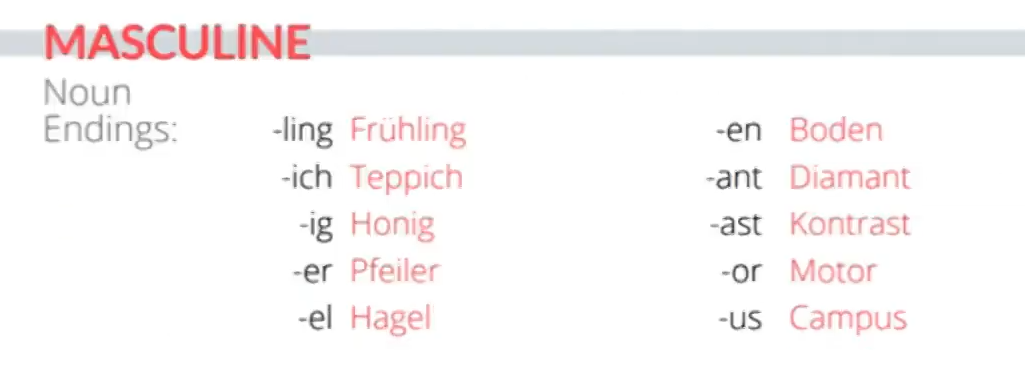 MASCULINE
Noun
Endings:
-ling Frühling
-ich Teppich
-ig Honig
-er Pfeiler
-el Hagel
-en Boden
-ant Diamant
-ast Kontrast
-or Motor
-us Campus